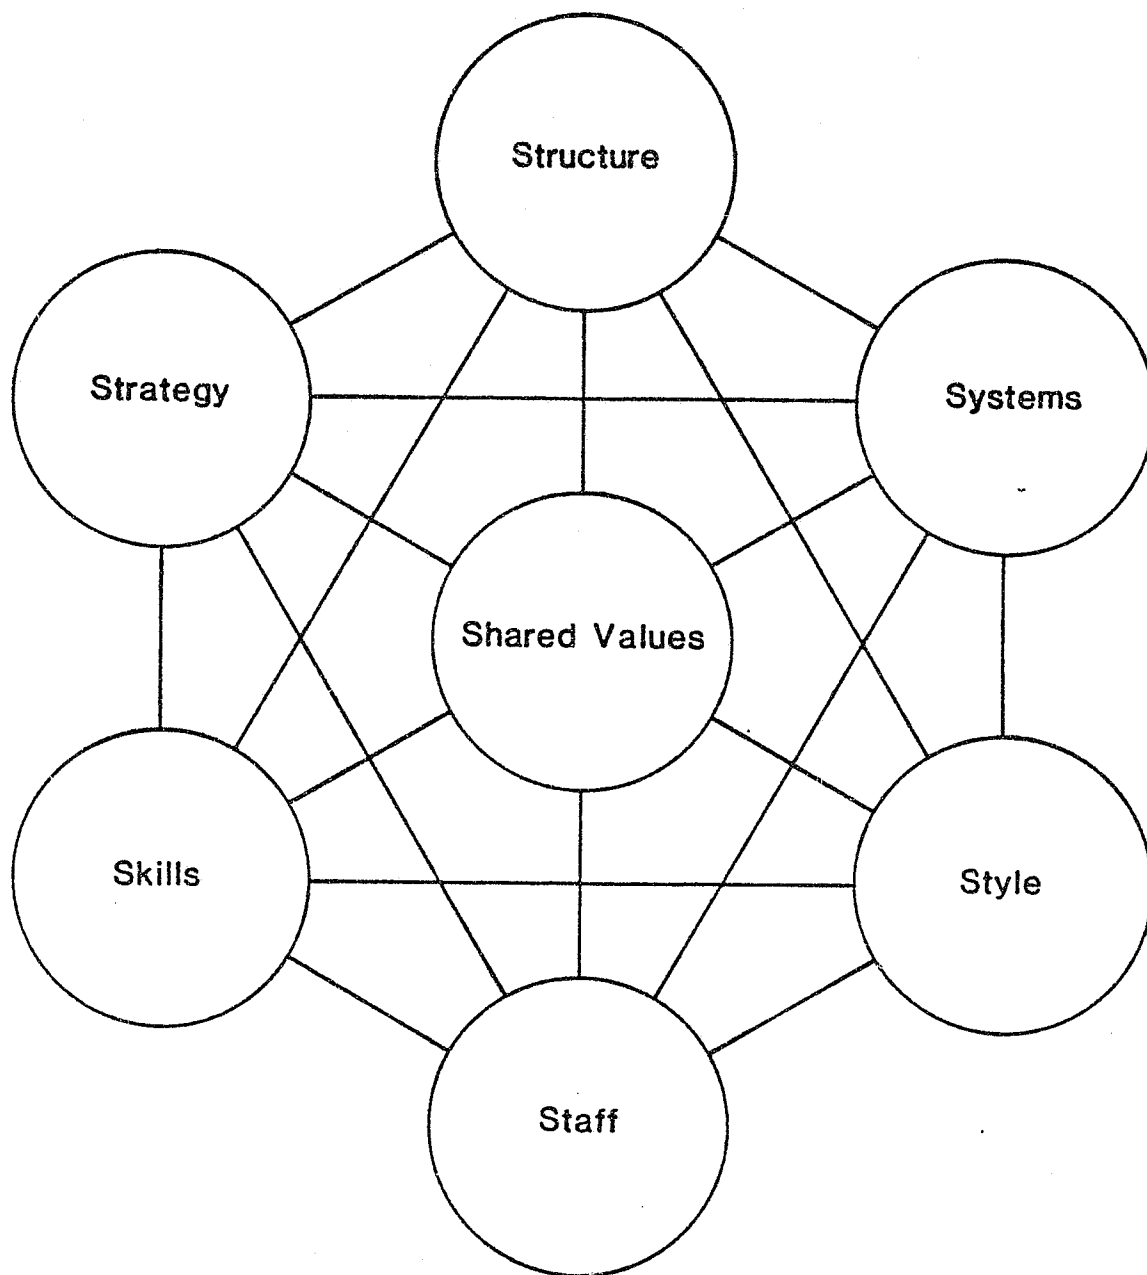 Structure
Strategy
Systems
Shared Values
Skills
Style
Staff